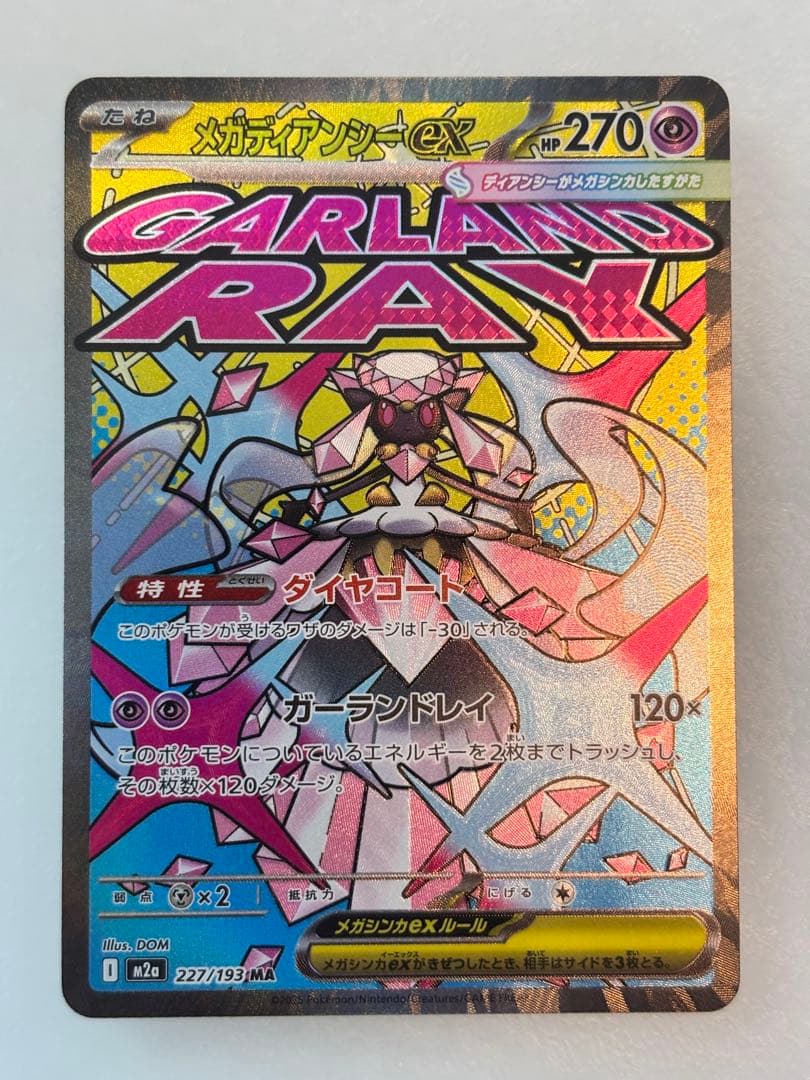 たね
メガディアンシーex
HP270
ディアンシーがメガシンカしたすがた
GARLAND
RAY
特性
とくせい
ダイヤコート
このポケモンが受けるワザのダメージは「-30」される。
ガーランドレイ 120×
このポケモンについているエネルギーを2枚までトラッシュし、
その枚数×120ダメージ。
弱点 ×2 抵抗力 にげる
メガシンカexルール
メガシンカexがきぜつしたとき、相手はサイドを3枚とる。
Illus. DOM
I m2a 227/193 MA
©2025 Pokémon/Nintendo/Creatures/GAME FREAK